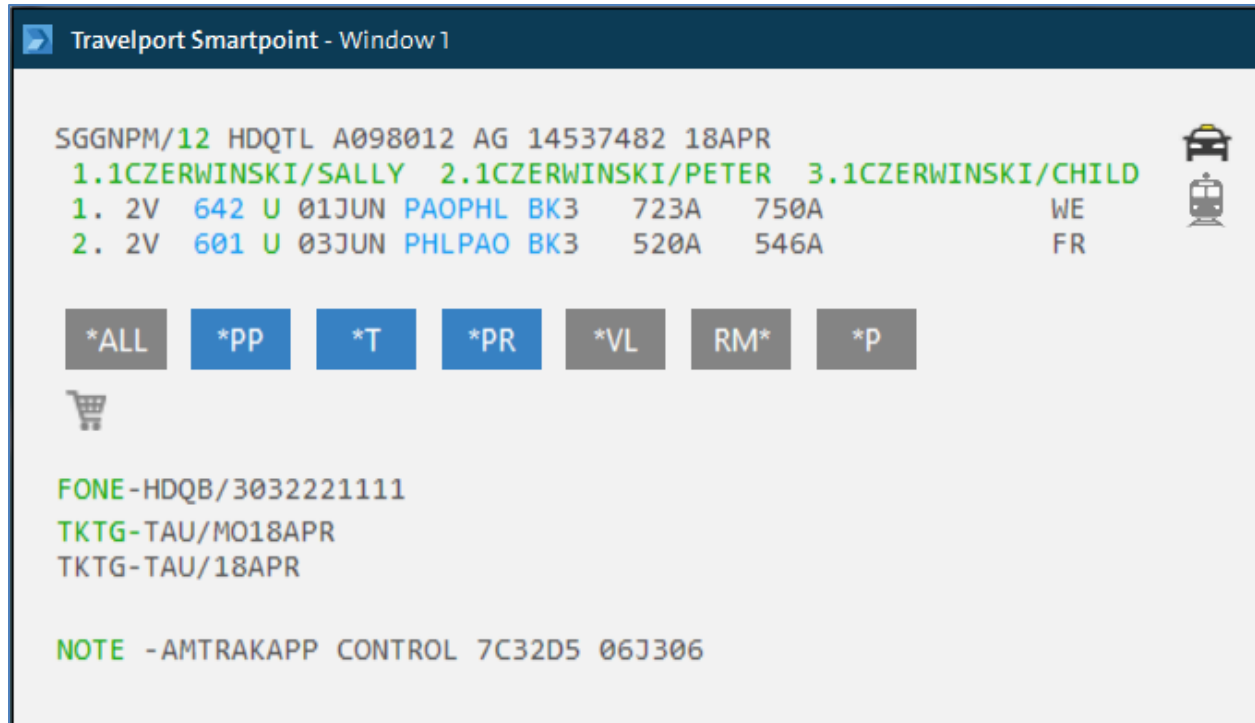 Travelport Smartpoint - Window 1
SGGNPM/12 HDQTL A098012 AG 14537482 18APR
1.1CZERWINSKI/SALLY 2.1CZERWINSKI/PETER 3.1CZERWINSKI/CHILD
1. 2V 642 U 01JUN PAOPHL BK3 723A 750A WE
2. 2V 601 U 03JUN PHLPAO BK3 520A 546A FR
*ALL *PP *T *PR *VL RM* *P
FONE-HDQB/3032221111
TKTG-TAU/MO18APR
TKTG-TAU/18APR
NOTE -AMTRAKAPP CONTROL 7C32D5 06J306